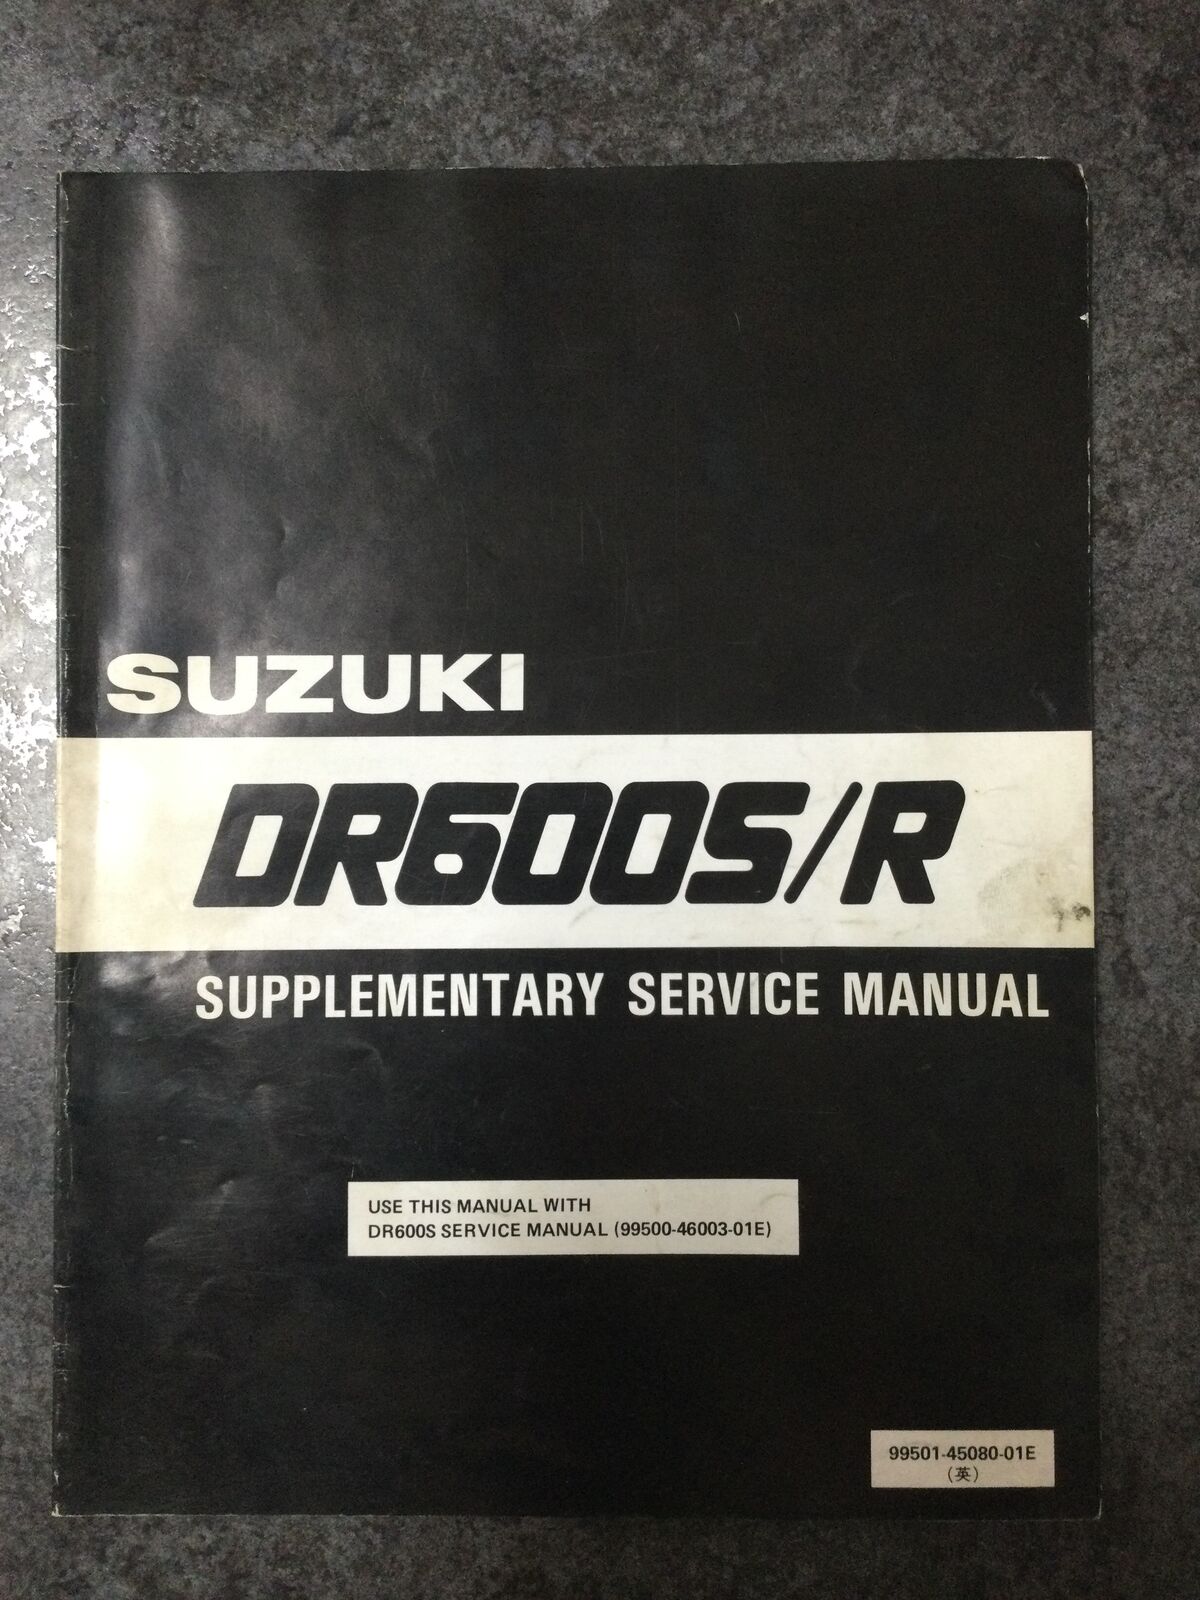 SUZUKI
DR600S/R
SUPPLEMENTARY SERVICE MANUAL
USE THIS MANUAL WITH
DR600S SERVICE MANUAL (99500-46003-01E)
99501-45080-01E
(英)